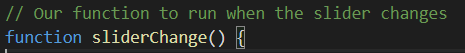 // Our function to run when the slider changes
function sliderChange() {